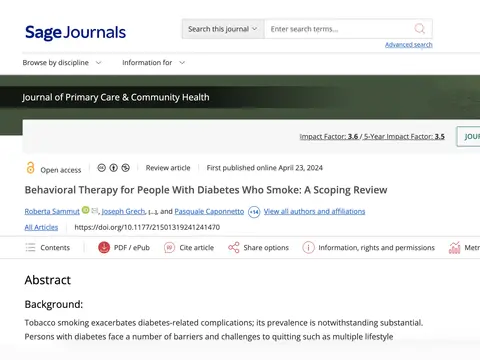 Sage Journals
Search this journal
Enter search terms...
Advanced search
Browse by discipline
Information for
Journal of Primary Care & Community Health
Impact Factor: 3.6 / 5-Year Impact Factor: 3.5
JOUR
Open access
Review article
First published online April 23, 2024
Behavioral Therapy for People With Diabetes Who Smoke: A Scoping Review
Roberta Sammut, Joseph Grech, [...], and Pasquale Caponnetto +14 View all authors and affiliations
All Articles
https://doi.org/10.1177/21501319241241470
Contents
PDF / ePub
Cite article
Share options
Information, rights and permissions
Metr
Abstract
Background:
Tobacco smoking exacerbates diabetes-related complications; its prevalence is notwithstanding substantial.
Persons with diabetes face a number of barriers and challenges to quitting such as multiple lifestyle